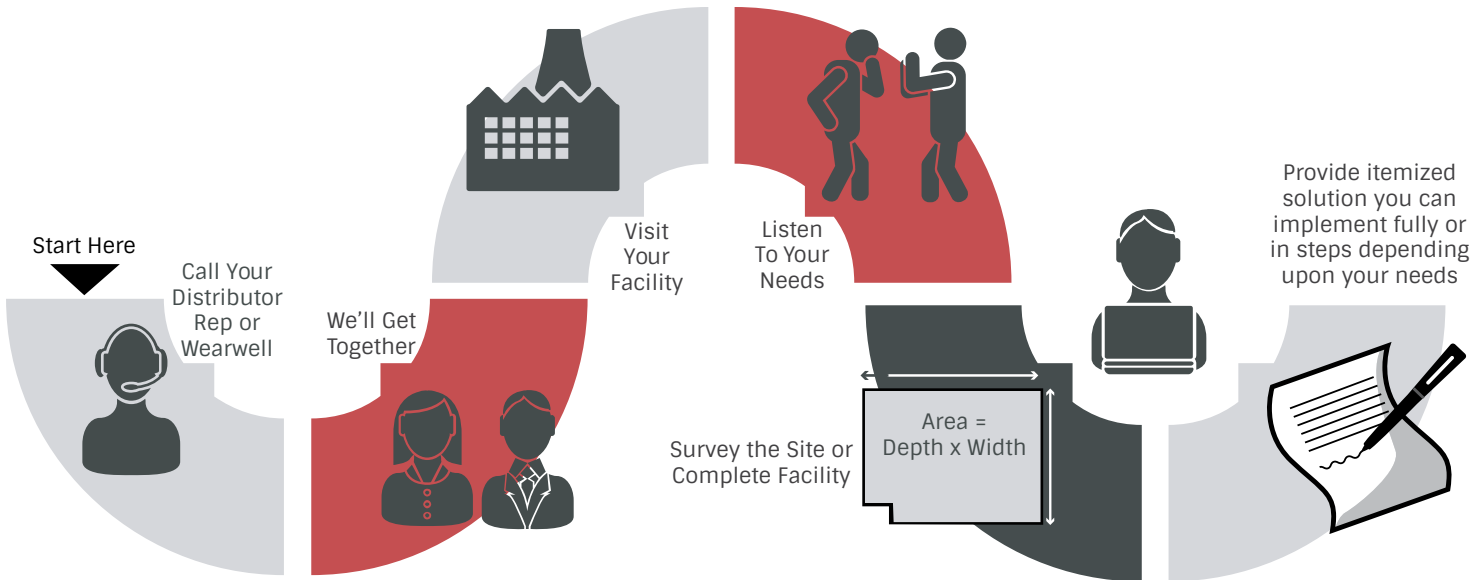 Start Here
Call Your
Distributor
Rep or
Wearwell
We'll Get
Together
Visit
Your
Facility
Listen
To Your
Needs
Survey the Site or
Complete Facility
Area =
Depth x Width
Provide itemized
solution you can
implement fully or
in steps depending
upon your needs